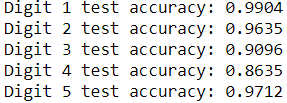 Digit 1 test accuracy: 0.9904
Digit 2 test accuracy: 0.9635
Digit 3 test accuracy: 0.9096
Digit 4 test accuracy: 0.8635
Digit 5 test accuracy: 0.9712